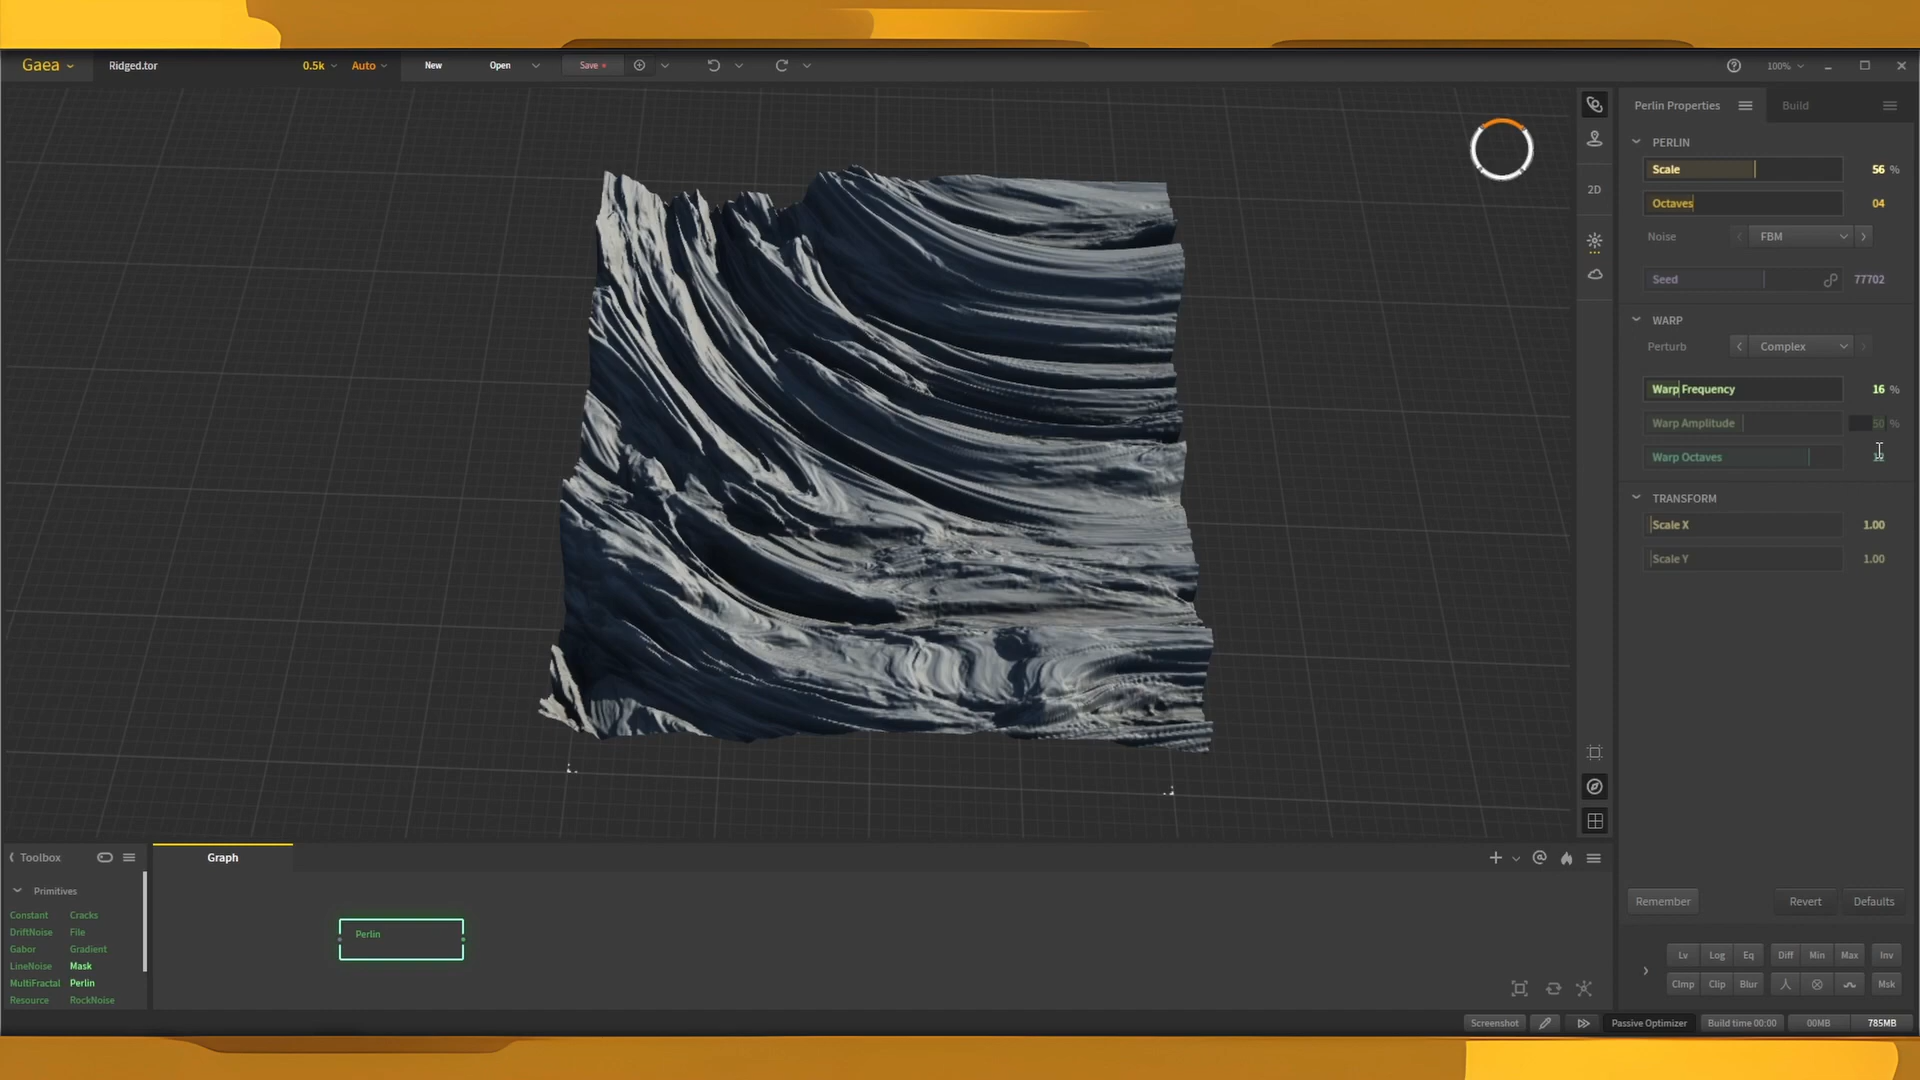 Gaea
Ridged.tor
0.5k
Auto
New
Open
Save
100%
2D
Perlin Properties
Build
PERLIN
Scale 56 %
Octaves 04
Noise FBM
Seed 77702
WARP
Perturb Complex
Warp Frequency 16 %
Warp Amplitude 50 %
Warp Octaves
TRANSFORM
Scale X 1.00
Scale Y 1.00
Remember Revert Defaults
Lv Log Eq Diff Min Max Inv
Clmp Clip Blur Msk
Toolbox
Graph
Primitives
Constant Cracks
DriftNoise File
Gabor Gradient
LineNoise Mask
MultiFractal Perlin
Resource RockNoise
Perlin
Screenshot
Passive Optimizer
Build time 00:00
00MB
785MB